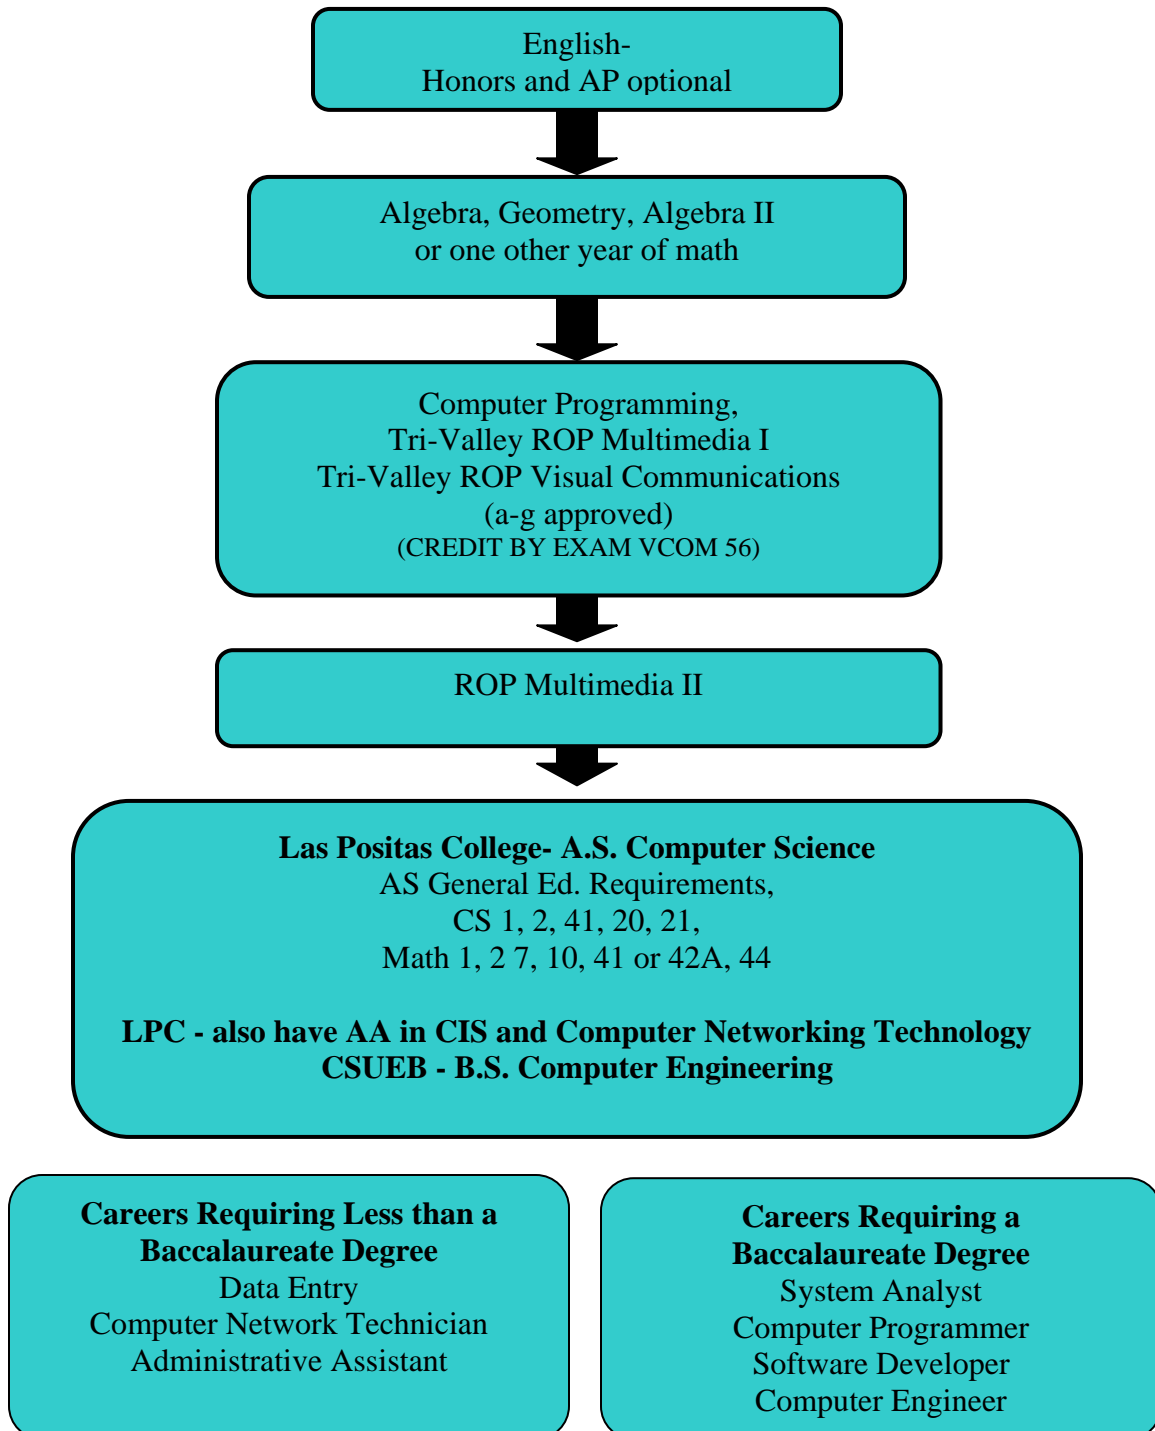 English-
Honors and AP optional
Algebra, Geometry, Algebra II
or one other year of math
Computer Programming,
Tri-Valley ROP Multimedia I
Tri-Valley ROP Visual Communications
(a-g approved)
(CREDIT BY EXAM VCOM 56)
ROP Multimedia II
Las Positas College- A.S. Computer Science
AS General Ed. Requirements,
CS 1, 2, 41, 20, 21,
Math 1, 2 7, 10, 41 or 42A, 44
LPC - also have AA in CIS and Computer Networking Technology
CSUEB - B.S. Computer Engineering
Careers Requiring Less than a
Baccalaureate Degree
Data Entry
Computer Network Technician
Administrative Assistant
Careers Requiring a
Baccalaureate Degree
System Analyst
Computer Programmer
Software Developer
Computer Engineer